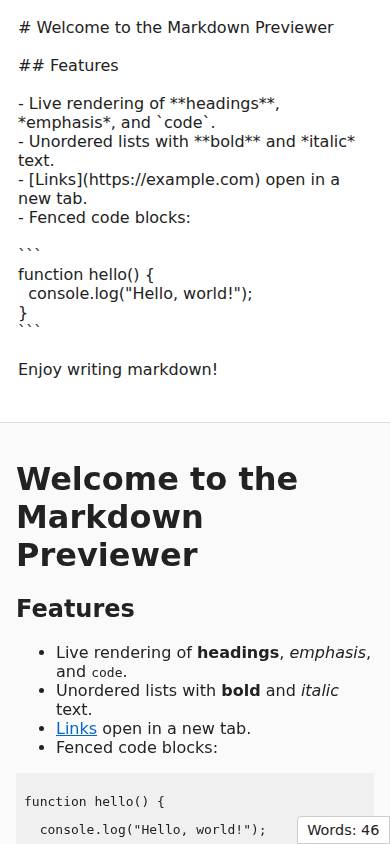 # Welcome to the Markdown Previewer
## Features
- Live rendering of **headings**,
*emphasis*, and `code`.
- Unordered lists with **bold** and *italic*
text.
- [Links](https://example.com) open in a
new tab.
- Fenced code blocks:
```
function hello() {
  console.log("Hello, world!");
}
```
Enjoy writing markdown!
Welcome to the
Markdown
Previewer
Features
• Live rendering of headings, emphasis,
and code.
• Unordered lists with bold and italic
text.
• Links open in a new tab.
• Fenced code blocks:
function hello() {
  console.log("Hello, world!");
Words: 46